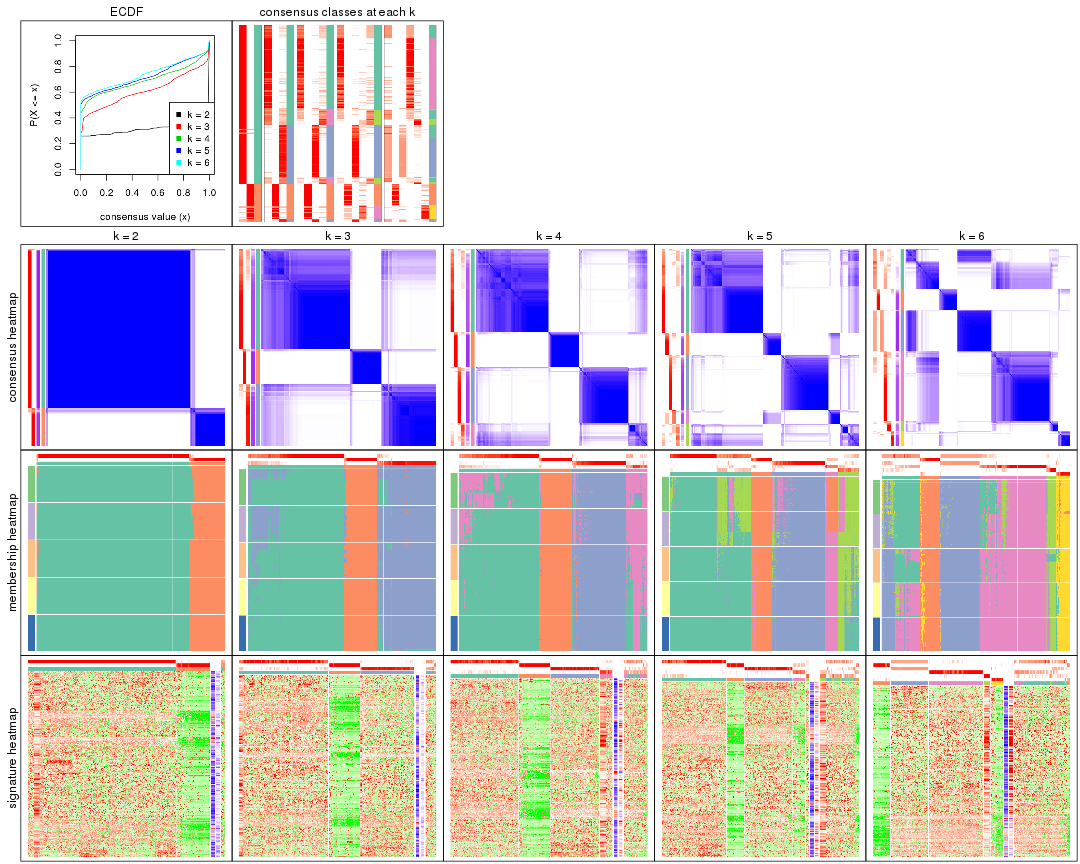 ECDF
consensus classes at each k
P(X <= x)
0.0 0.2 0.4 0.6 0.8 1.0
k = 2
k = 3
k = 4
k = 5
k = 6
0.0 0.2 0.4 0.6 0.8 1.0
consensus value (x)
k = 2 k = 3 k = 4 k = 5 k = 6
consensus heatmap
membership heatmap
signature heatmap